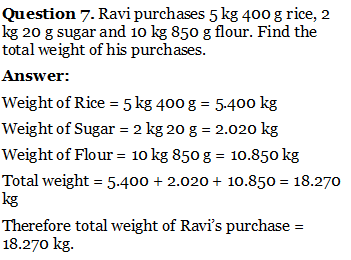 Question 7. Ravi purchases 5 kg 400 g rice, 2
kg 20 g sugar and 10 kg 850 g flour. Find the
total weight of his purchases.
Answer:
Weight of Rice = 5 kg 400 g = 5.400 kg
Weight of Sugar = 2 kg 20 g = 2.020 kg
Weight of Flour = 10 kg 850 g = 10.850 kg
Total weight = 5.400 + 2.020 + 10.850 = 18.270
kg
Therefore total weight of Ravi’s purchase =
18.270 kg.